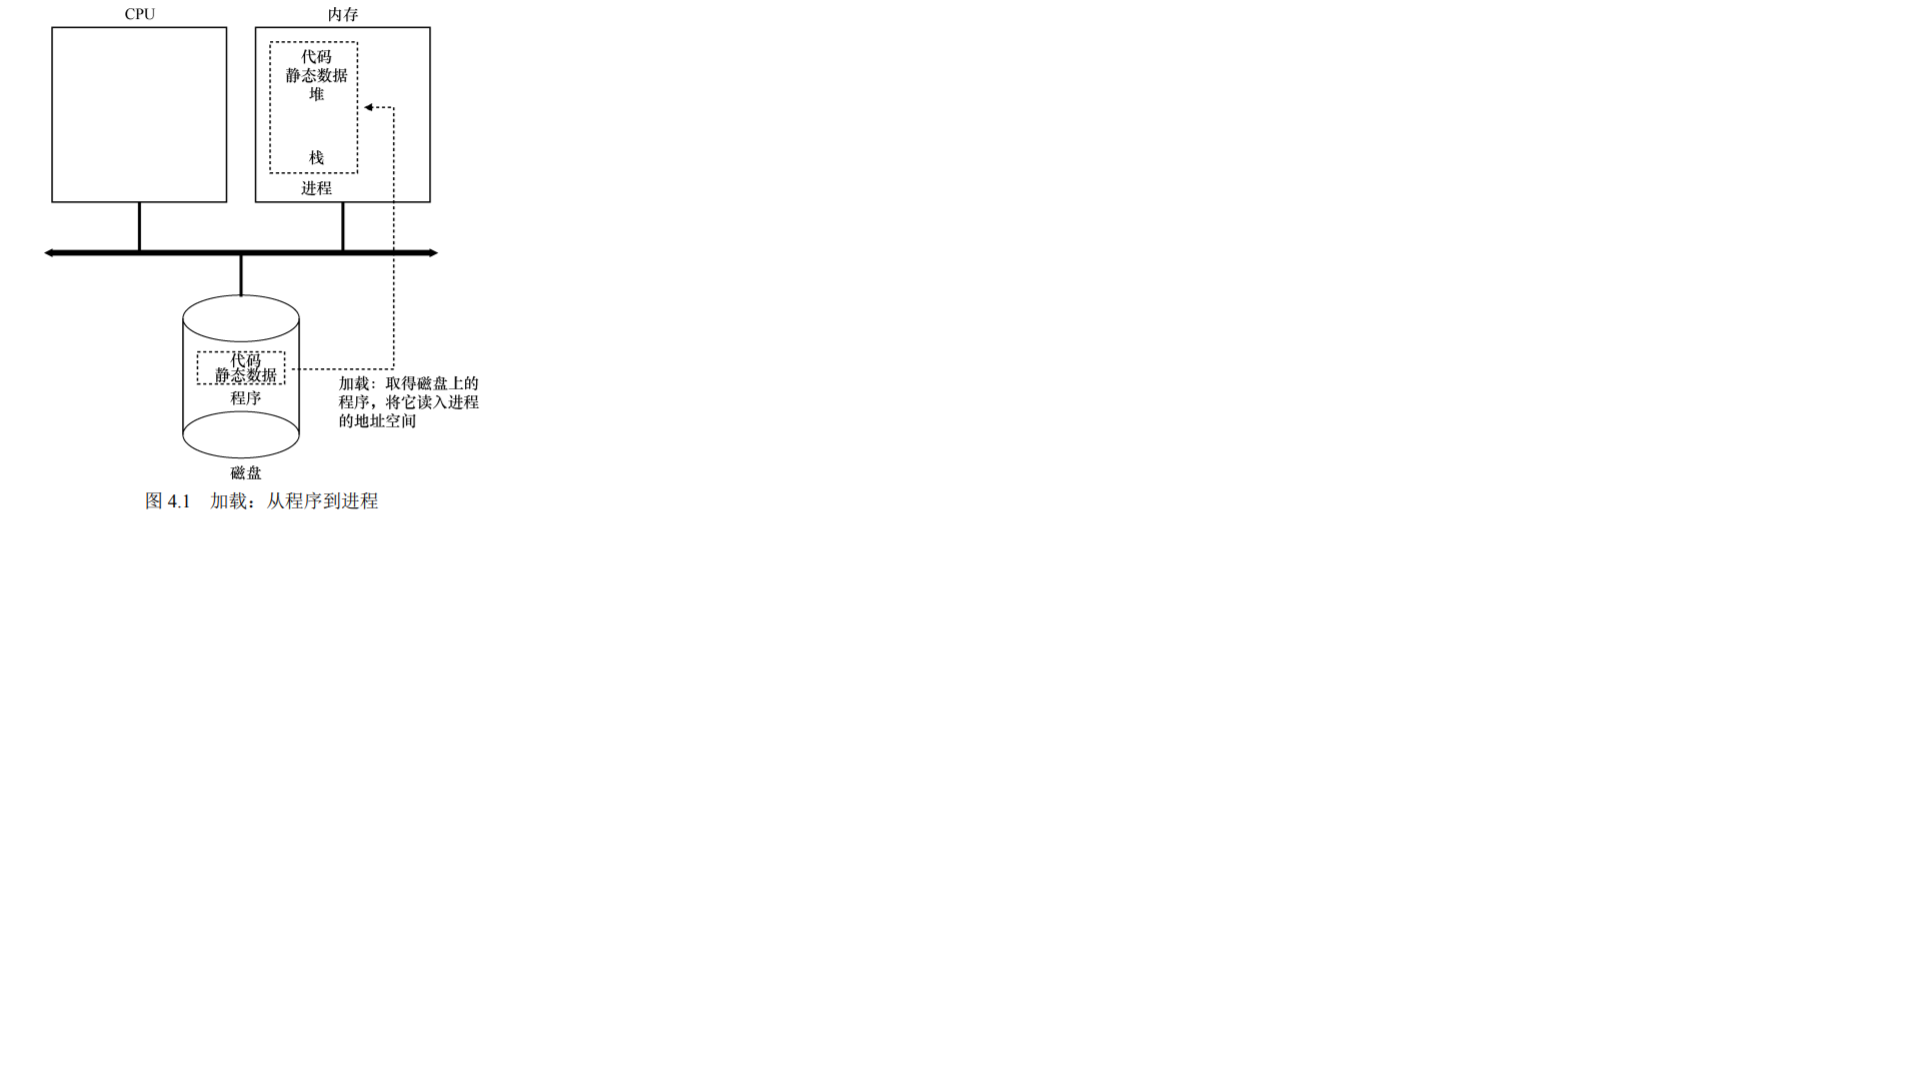 CPU
内存
代码
静态数据
堆
栈
进程
代码
静态数据
程序
加载：取得磁盘上的
程序，将它读入进程
的地址空间
磁盘
图 4.1 加载：从程序到进程